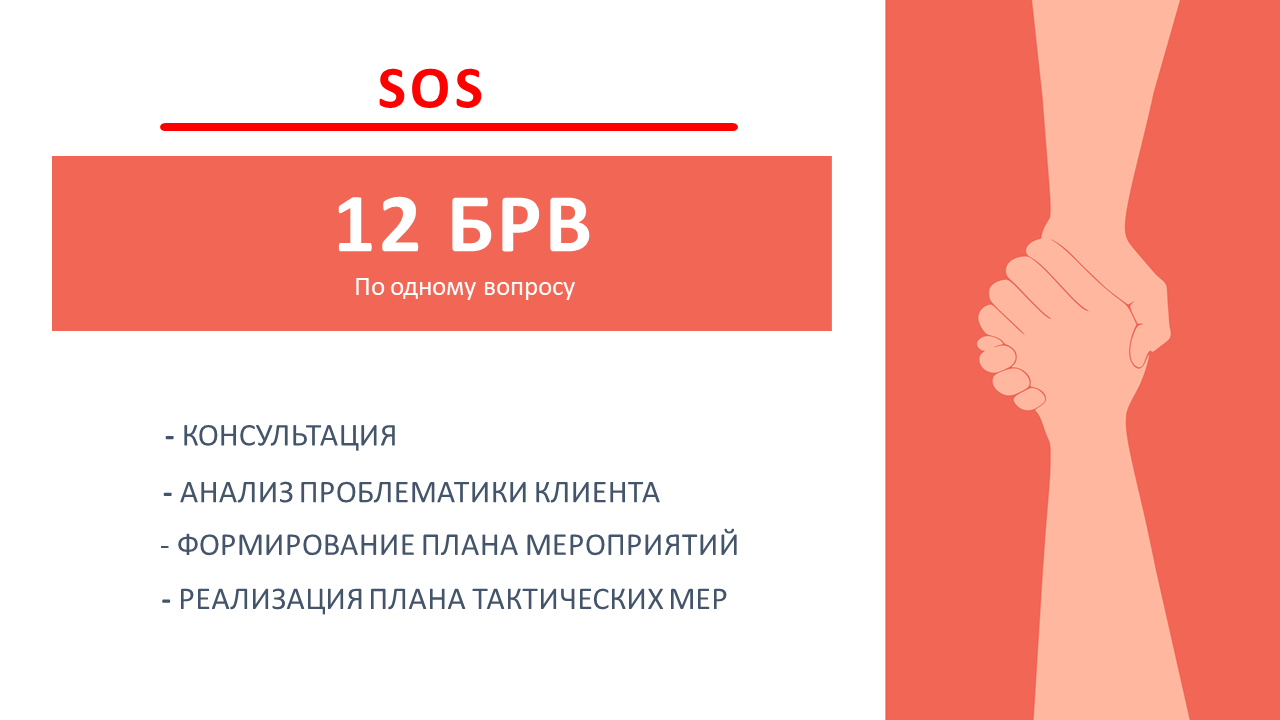 SOS
12 БРВ
По одному вопросу
- КОНСУЛЬТАЦИЯ
- АНАЛИЗ ПРОБЛЕМАТИКИ КЛИЕНТА
- ФОРМИРОВАНИЕ ПЛАНА МЕРОПРИЯТИЙ
- РЕАЛИЗАЦИЯ ПЛАНА ТАКТИЧЕСКИХ МЕР